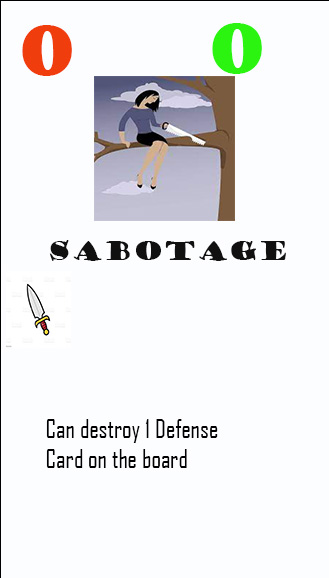 0 0
SABOTAGE
Can destroy 1 Defense
Card on the board